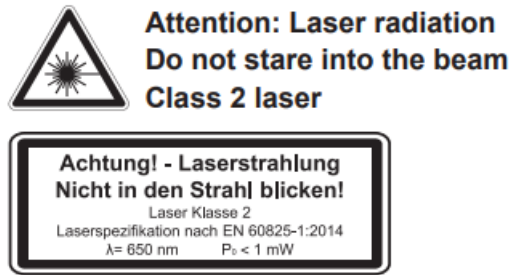 Attention: Laser radiation
Do not stare into the beam
Class 2 laser
Achtung! - Laserstrahlung
Nicht in den Strahl blicken!
Laser Klasse 2
Laserspezifikation nach EN 60825-1:2014
λ= 650 nm P₀ < 1 mW